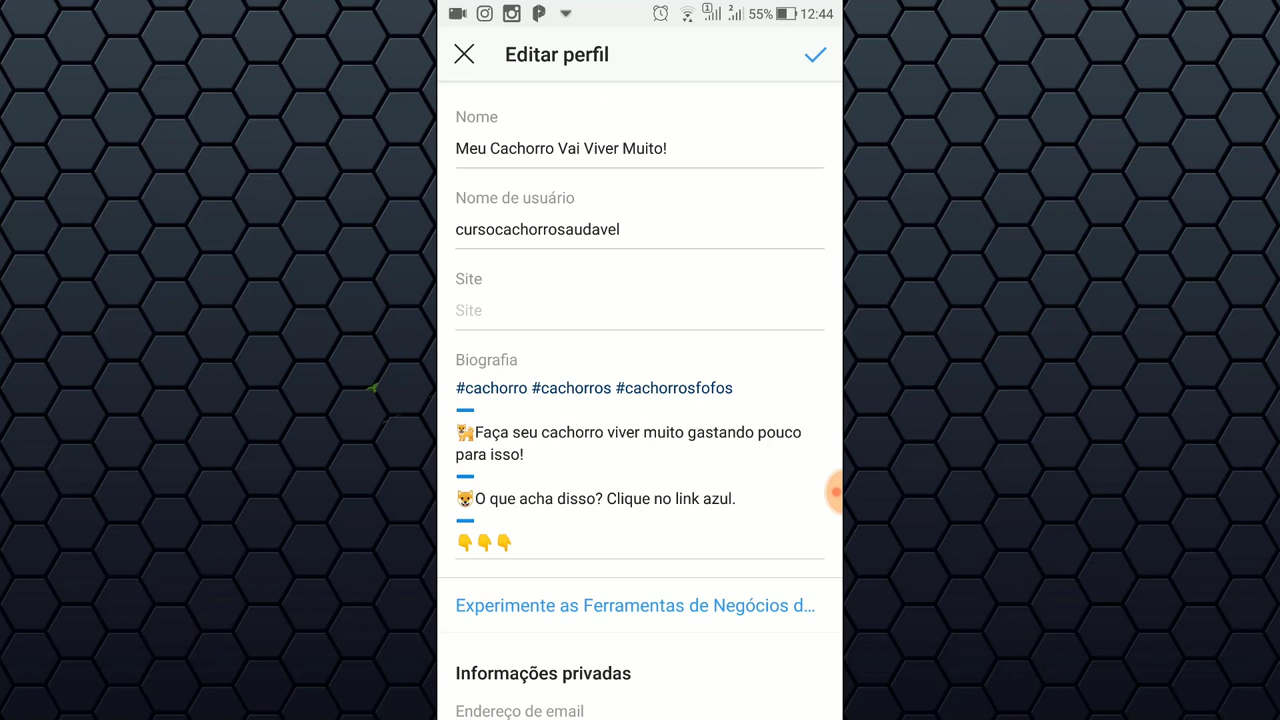 55% 12:44
Editar perfil
Nome
Meu Cachorro Vai Viver Muito!
Nome de usuário
cursocachorrosaudavel
Site
Site
Biografia
#cachorro #cachorros #cachorrosfofos
🐕Faça seu cachorro viver muito gastando pouco
para isso!
🐺O que acha disso? Clique no link azul.
👇👇👇
Experimente as Ferramentas de Negócios d...
Informações privadas
Endereço de email